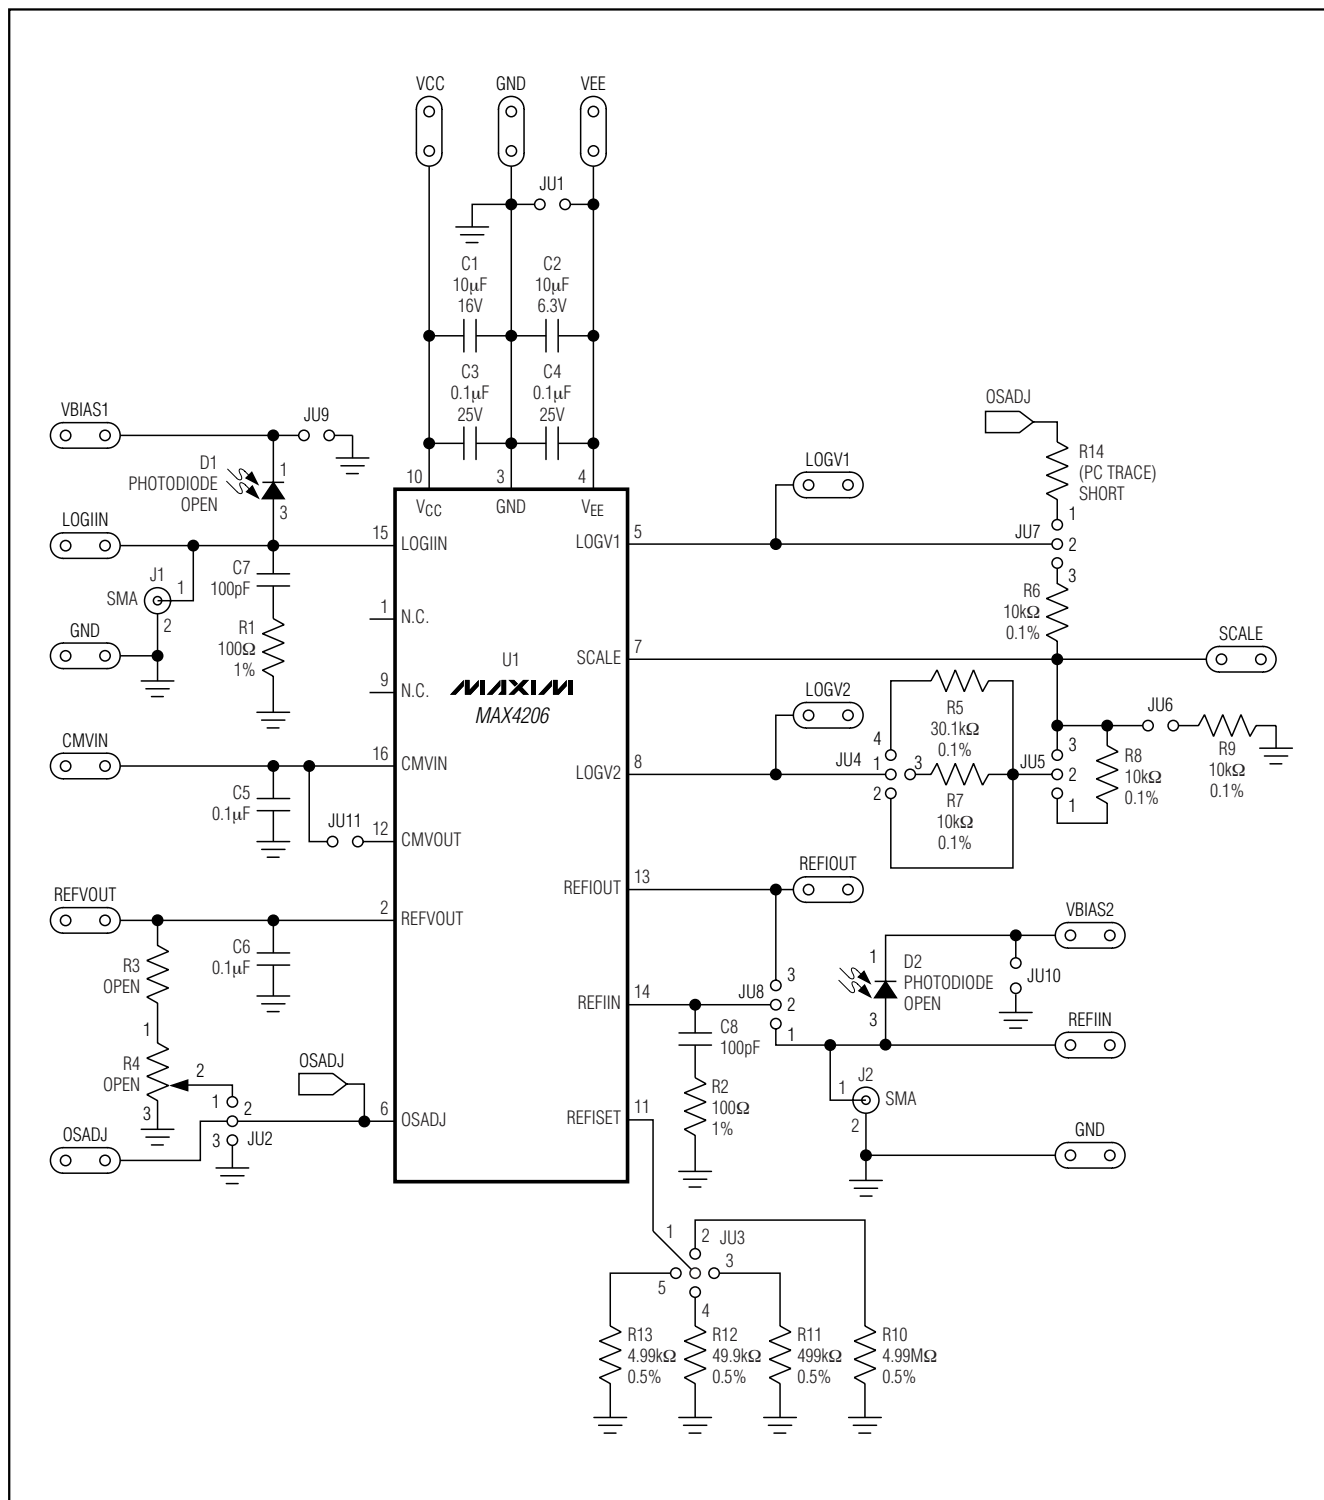 VCC
GND
VEE
JU1
C1
10µF
16V
C2
10µF
6.3V
C3
0.1µF
25V
C4
0.1µF
25V
VBIAS1
JU9
D1
PHOTODIODE
OPEN
1
3
LOGIIN
J1
SMA
1
2
GND
C7
100pF
R1
100Ω
1%
CMVIN
C5
0.1µF
JU11
REFVOUT
R3
OPEN
C6
0.1µF
1
R4
OPEN
2
3
OSADJ
1
2
3
JU2
OSADJ
10
3
4
VCC
GND
VEE
15
LOGIIN
1
N.C.
9
N.C.
16
CMVIN
12
CMVOUT
2
REFVOUT
6
OSADJ
U1
MAXIM
MAX4206
LOGV1
5
SCALE
7
LOGV2
8
REFIOUT
13
REFIIN
14
REFISET
11
LOGV1
OSADJ
R14
(PC TRACE)
SHORT
1
JU7
2
3
R6
10kΩ
0.1%
SCALE
LOGV2
R5
30.1kΩ
0.1%
4
JU4
1
3
2
R7
10kΩ
0.1%
JU5
3
2
1
R8
10kΩ
0.1%
JU6
R9
10kΩ
0.1%
REFIOUT
VBIAS2
1
D2
PHOTODIODE
OPEN
3
JU10
3
JU8
2
1
C8
100pF
R2
100Ω
1%
REFIIN
J2
1
SMA
2
GND
1
2
JU3
3
5
4
R13
4.99kΩ
0.5%
R12
49.9kΩ
0.5%
R11
499kΩ
0.5%
R10
4.99MΩ
0.5%